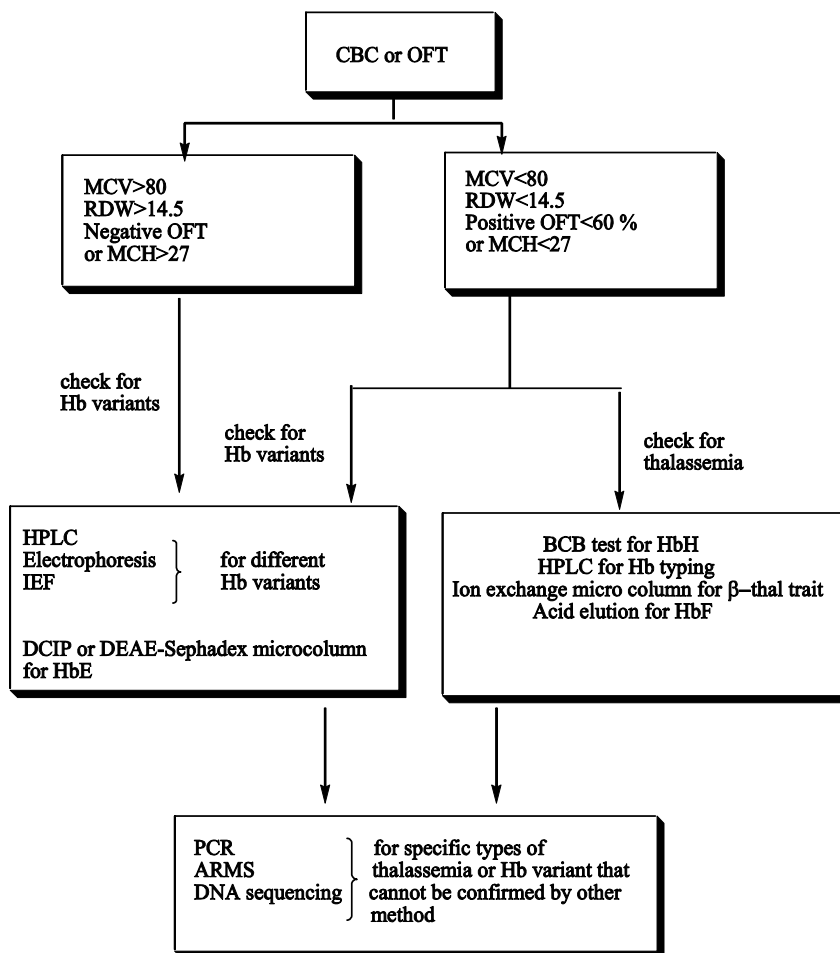 CBC or OFT
MCV>80
RDW>14.5
Negative OFT
or MCH>27
MCV<80
RDW<14.5
Positive OFT<60 %
or MCH<27
check for
Hb variants
check for
Hb variants
check for
thalassemia
HPLC
Electrophoresis
IEF
for different
Hb variants
DCIP or DEAE-Sephadex microcolumn
for HbE
BCB test for HbH
HPLC for Hb typing
Ion exchange micro column for β–thal trait
Acid elution for HbF
PCR
ARMS
DNA sequencing
for specific types of
thalassemia or Hb variant that
cannot be confirmed by other
method